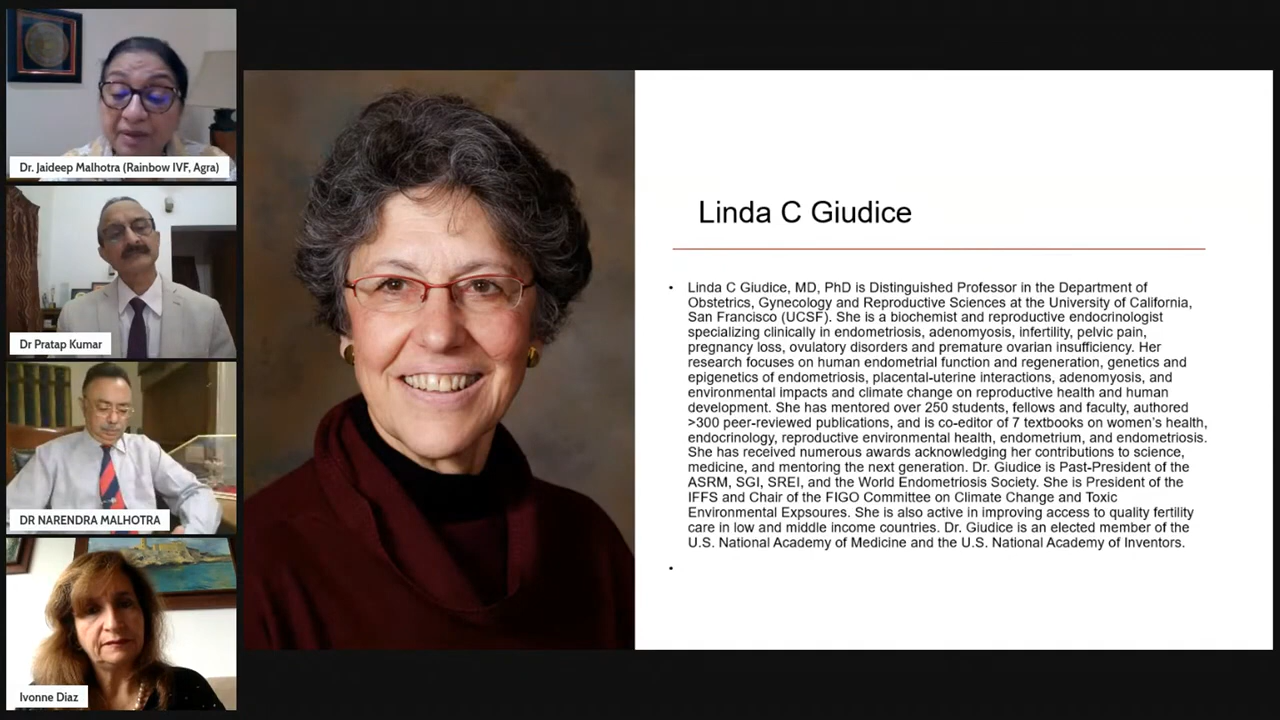 Dr. Jaideep Malhotra (Rainbow IVF, Agra)
Dr Pratap Kumar
DR NARENDRA MALHOTRA
Ivonne Diaz
Linda C Giudice
• Linda C Giudice, MD, PhD is Distinguished Professor in the Department of
Obstetrics, Gynecology and Reproductive Sciences at the University of California,
San Francisco (UCSF). She is a biochemist and reproductive endocrinologist
specializing clinically in endometriosis, adenomyosis, infertility, pelvic pain,
pregnancy loss, ovulatory disorders and premature ovarian insufficiency. Her
research focuses on human endometrial function and regeneration, genetics and
epigenetics of endometriosis, placental-uterine interactions, adenomyosis, and
environmental impacts and climate change on reproductive health and human
development. She has mentored over 250 students, fellows and faculty, authored
>300 peer-reviewed publications, and is co-editor of 7 textbooks on women's health,
endocrinology, reproductive environmental health, endometrium, and endometriosis.
She has received numerous awards acknowledging her contributions to science,
medicine, and mentoring the next generation. Dr. Giudice is Past-President of the
ASRM, SGI, SREI, and the World Endometriosis Society. She is President of the
IFFS and Chair of the FIGO Committee on Climate Change and Toxic
Environmental Expsoures. She is also active in improving access to quality fertility
care in low and middle income countries. Dr. Giudice is an elected member of the
U.S. National Academy of Medicine and the U.S. National Academy of Inventors.
•